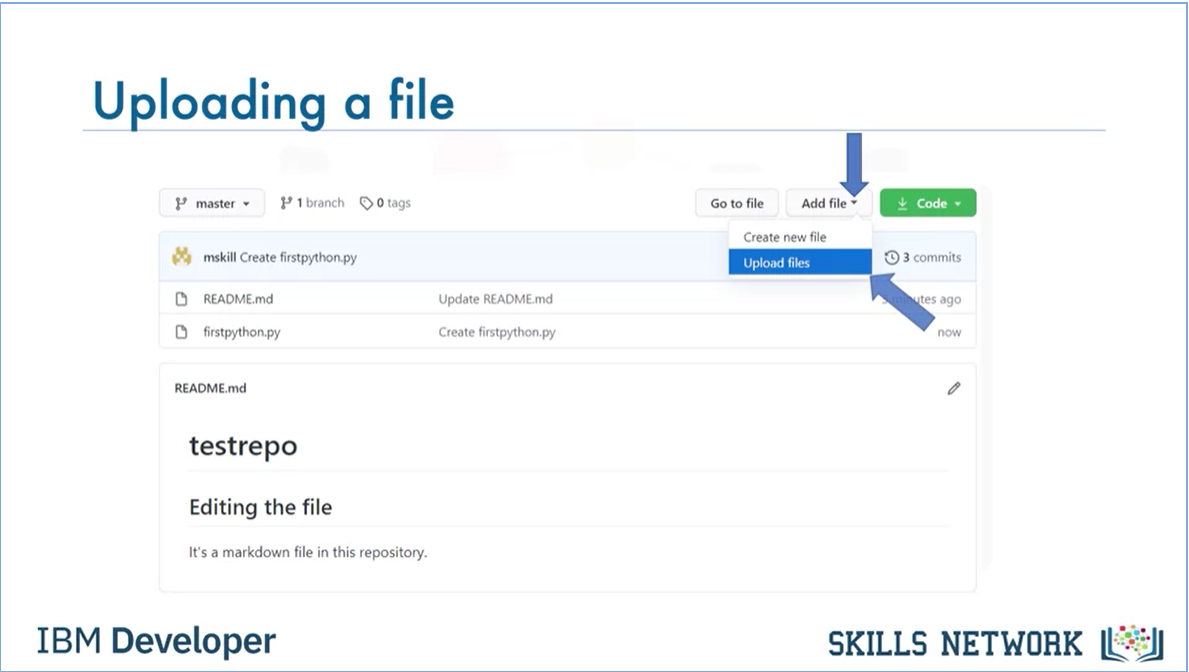 Uploading a file
master 1 branch 0 tags Go to file Add file Code
Create new file
Upload files
mskill Create firstpython.py 3 commits
README.md Update README.md minutes ago
firstpython.py Create firstpython.py now
README.md
testrepo
Editing the file
It's a markdown file in this repository.
IBM Developer
SKILLS NETWORK